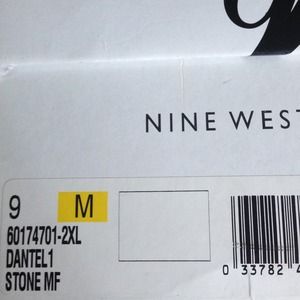 NINE WEST
9 M
60174701-2XL
DANTEL1
STONE MF
0 33782 4